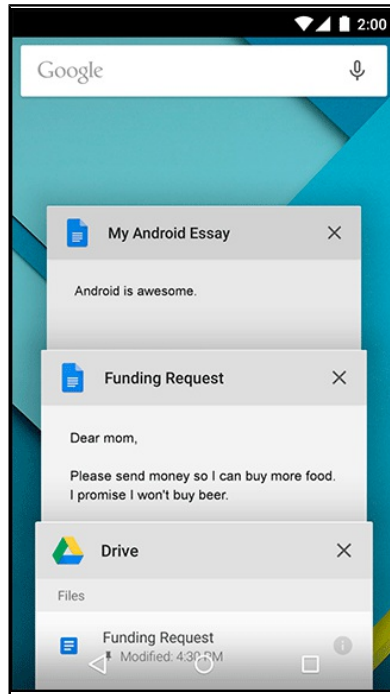 2:00
Google
My Android Essay
Android is awesome.
Funding Request
Dear mom,
Please send money so I can buy more food.
I promise I won't buy beer.
Drive
Files
Funding Request
Modified: 4:30 PM